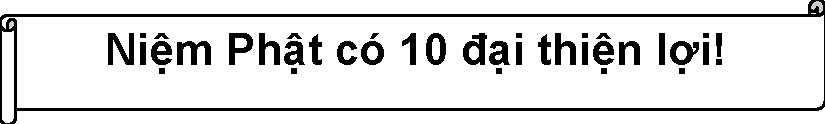 Niệm Phật có 10 đại thiện lợi!